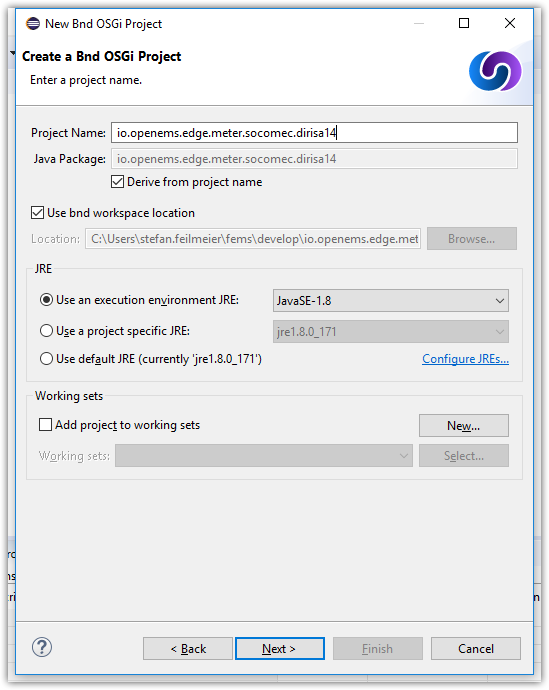 New Bnd OSGi Project
Create a Bnd OSGi Project
Enter a project name.
Project Name: io.openems.edge.meter.socomec.dirisa14
Java Package: io.openems.edge.meter.socomec.dirisa14
Derive from project name
Use bnd workspace location
Location: C:\Users\stefan.feilmeier\fems\develop\io.openems.edge.met Browse...
JRE
Use an execution environment JRE: JavaSE-1.8
Use a project specific JRE: jre1.8.0_171
Use default JRE (currently 'jre1.8.0_171') Configure JREs...
Working sets
Add project to working sets New...
Working sets: Select...
? < Back Next > Finish Cancel